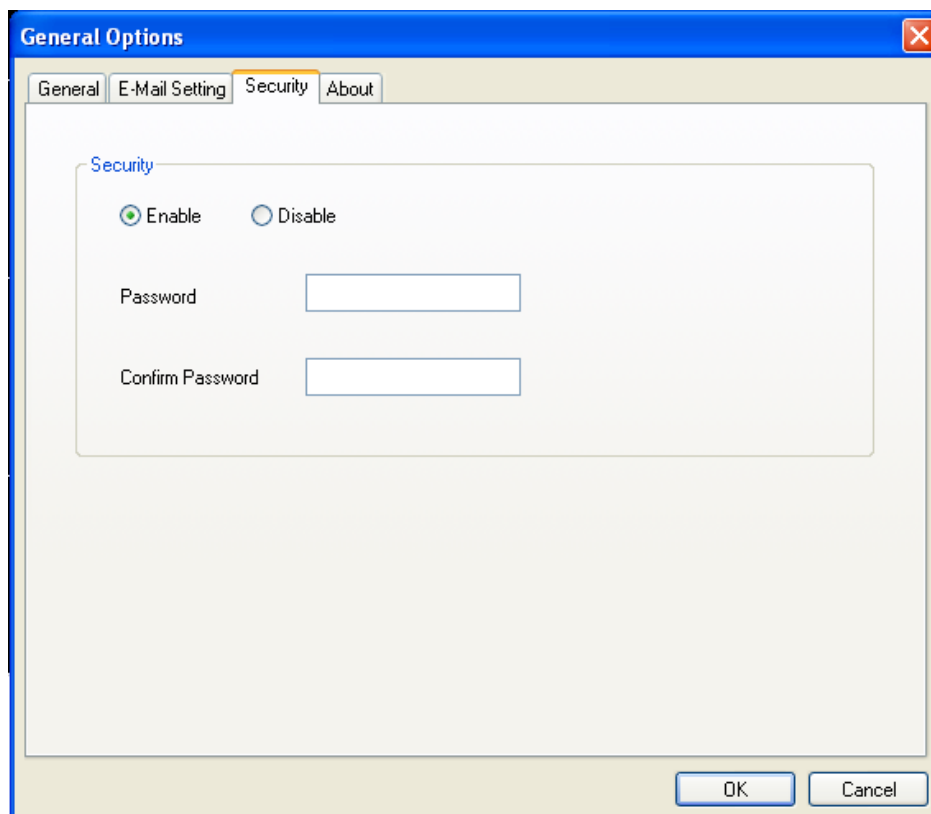 General Options
General E-Mail Setting Security About
Security
Enable Disable
Password
Confirm Password
OK Cancel